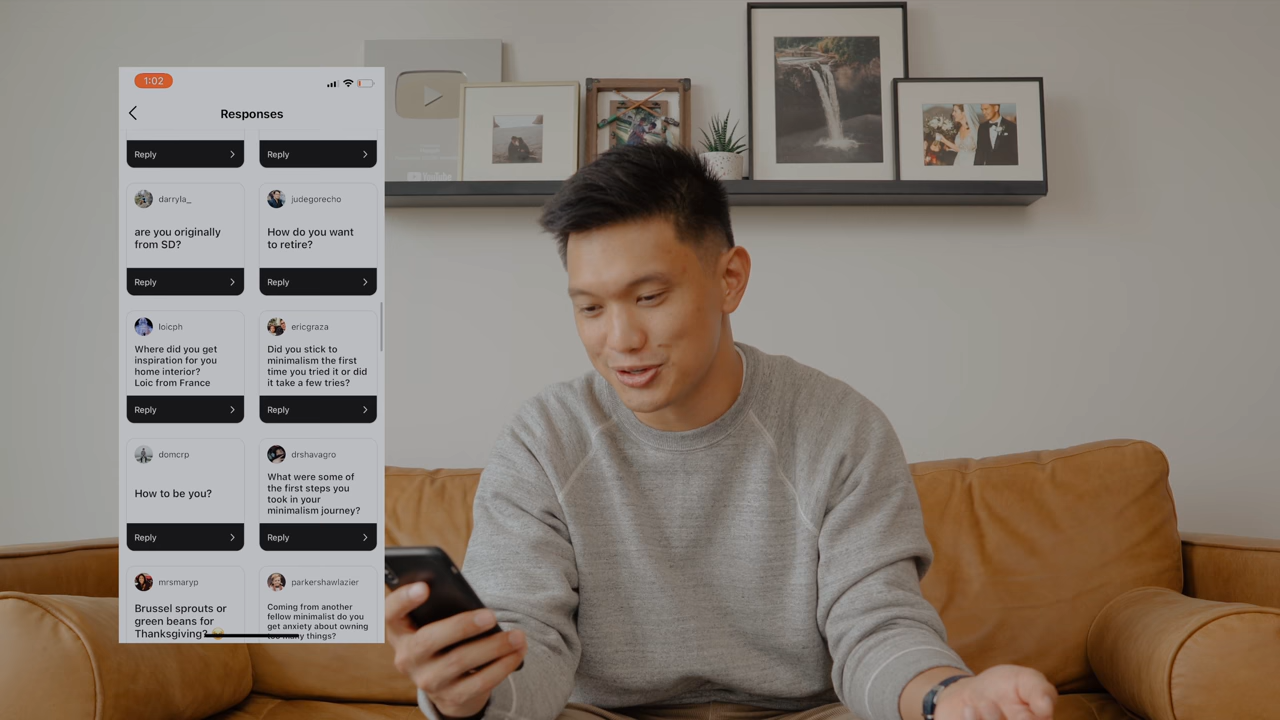 1:02
Responses
Reply
Reply
darryla_
are you originally
from SD?
Reply
judegorecho
How do you want
to retire?
Reply
loicph
Where did you get
inspiration for you
home interior?
Loic from France
Reply
ericgraza
Did you stick to
minimalism the first
time you tried it or did
it take a few tries?
Reply
domcrp
How to be you?
Reply
drshavagro
What were some of
the first steps you
took in your
minimalism journey?
Reply
mrsmaryp
Brussel sprouts or
green beans for
Thanksgiving?
parkershawlazier
Coming from another
fellow minimalist do you
get anxiety about owning
too many things?
YouTube